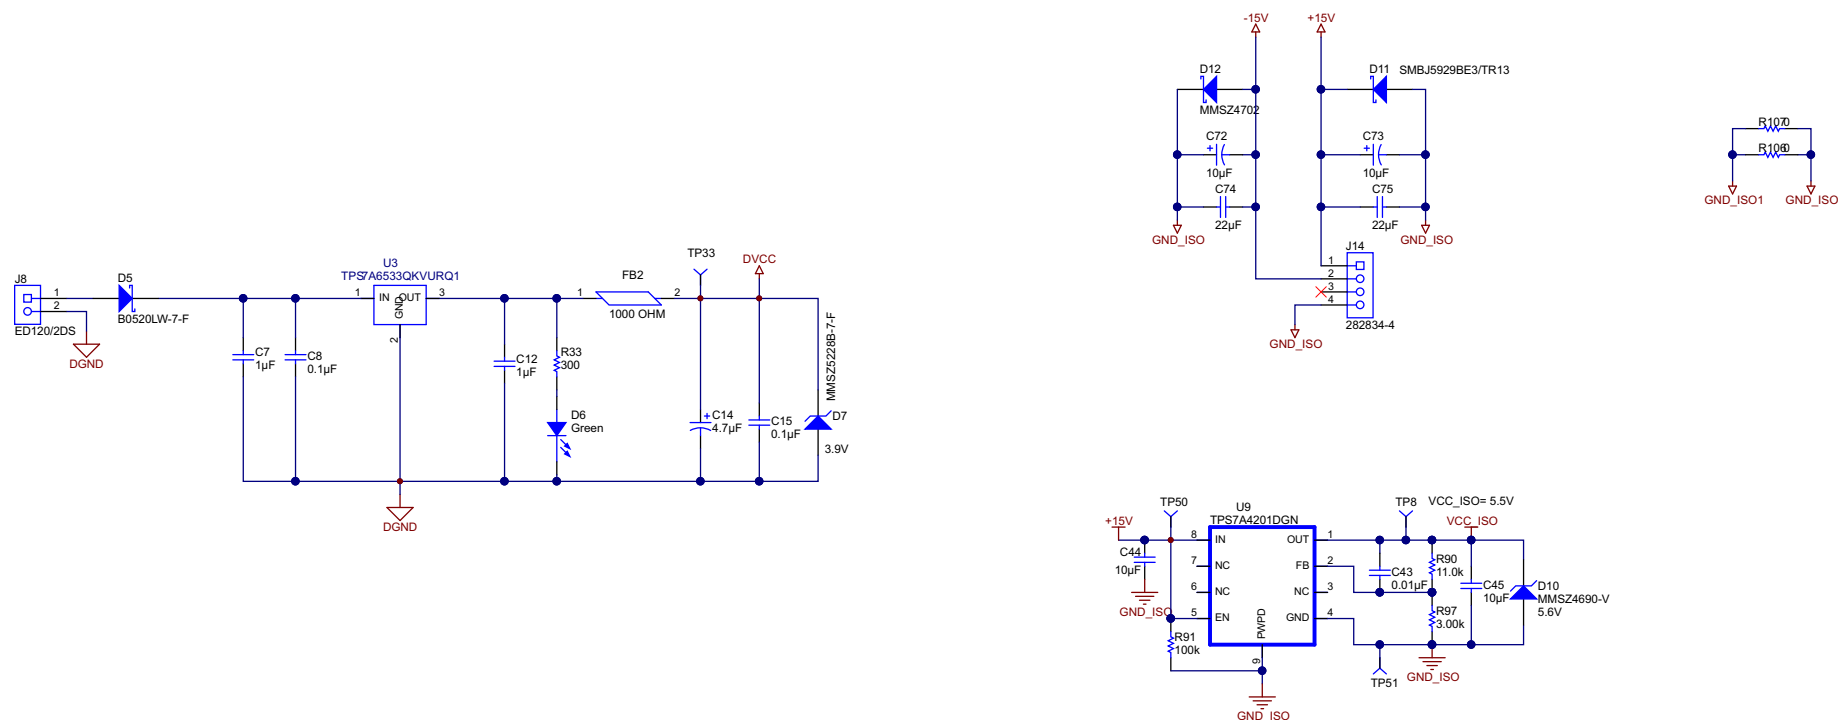 -15V
+15V
D12
MMSZ4702
D11
SMBJ5929BE3/TR13
C72
+
10µF
C73
+
10µF
C74
22µF
C75
22µF
GND_ISO
GND_ISO
R107
0
R106
0
GND_ISO1
GND_ISO
J14
1
2
3
4
282834-4
GND_ISO
J8
1
2
ED120/2DS
DGND
D5
B0520LW-7-F
C7
1µF
C8
0.1µF
U3
TPS7A6533QKVURQ1
1
IN
OUT
3
GND
2
DGND
C12
1µF
R33
300
D6
Green
FB2
1
2
1000 OHM
TP33
DVCC
+
C14
4.7µF
C15
0.1µF
MMSZ5228B-7-F
D7
3.9V
TP50
+15V
C44
10µF
GND_ISO
R91
100k
U9
TPS7A4201DGN
8
IN
OUT
1
7
NC
FB
2
6
NC
NC
3
5
EN
GND
4
PWPD
9
GND_ISO
TP8
VCC_ISO= 5.5V
VCC_ISO
C43
0.01µF
R90
11.0k
R97
3.00k
C45
10µF
D10
MMSZ4690-V
5.6V
TP51
GND_ISO